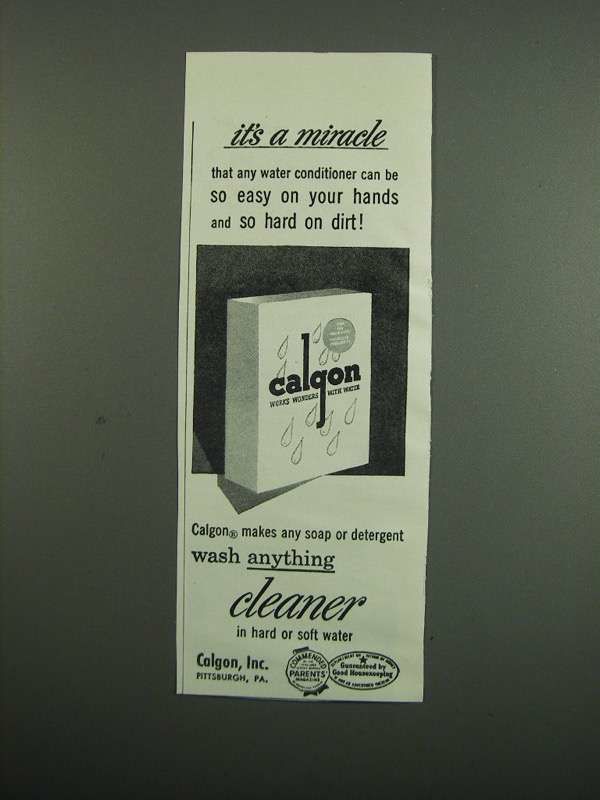 it's a miracle
that any water conditioner can be
so easy on your hands
and so hard on dirt!
calgon
WORKS WONDERS WITH WATER
Calgon® makes any soap or detergent
wash anything
cleaner
in hard or soft water
Calgon, Inc.
PITTSBURGH, PA.
COMMENDED
PARENTS'
MAGAZINE
Guaranteed by
Good Housekeeping